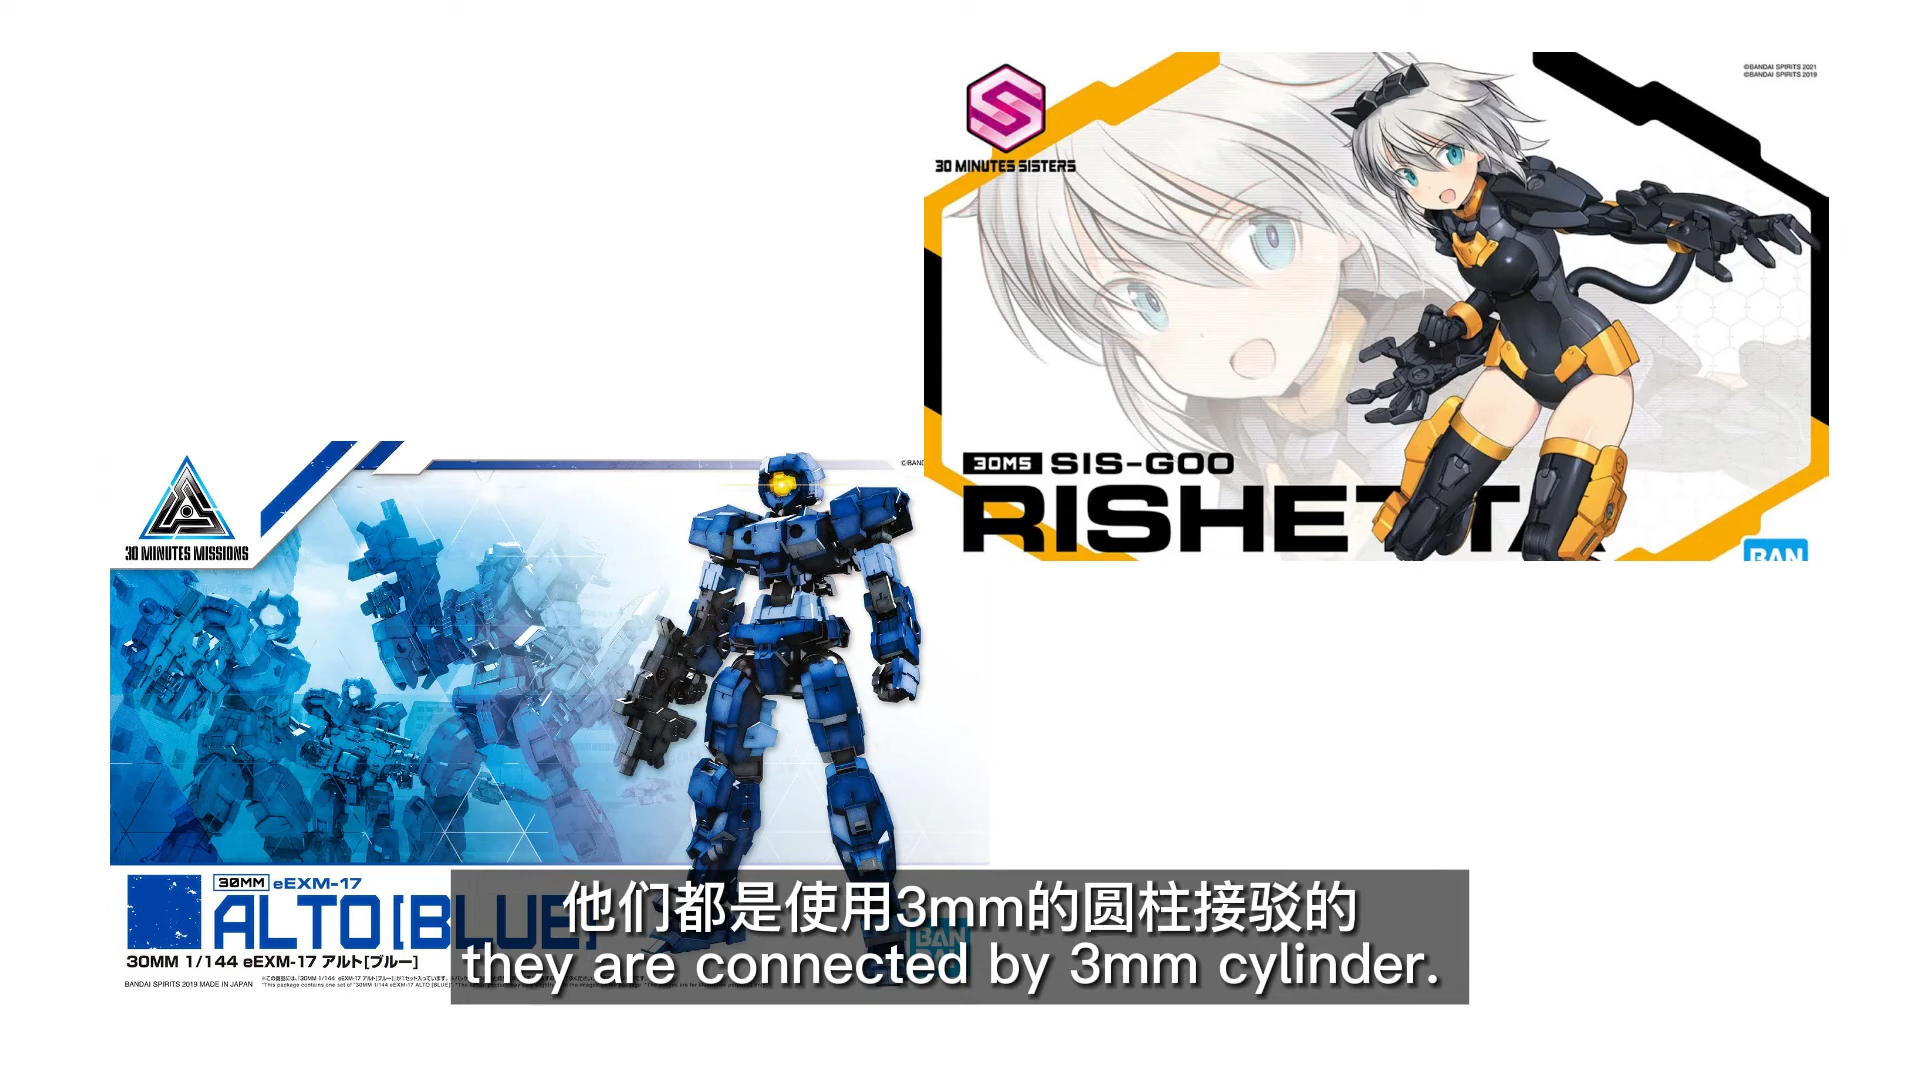 ©BANDAI SPIRITS 2021
©BANDAI SPIRITS 2019
30 MINUTES SISTERS
30MS SIS-G00
RISHETTA
BAN
30 MINUTES MISSIONS
30MM eEXM-17
ALTO[BLUE]
30MM 1/144 eEXM-17 アルト[ブルー]
BANDAI SPIRITS 2019 MADE IN JAPAN
BAN
他们都是使用3mm的圆柱接驳的
they are connected by 3mm cylinder.